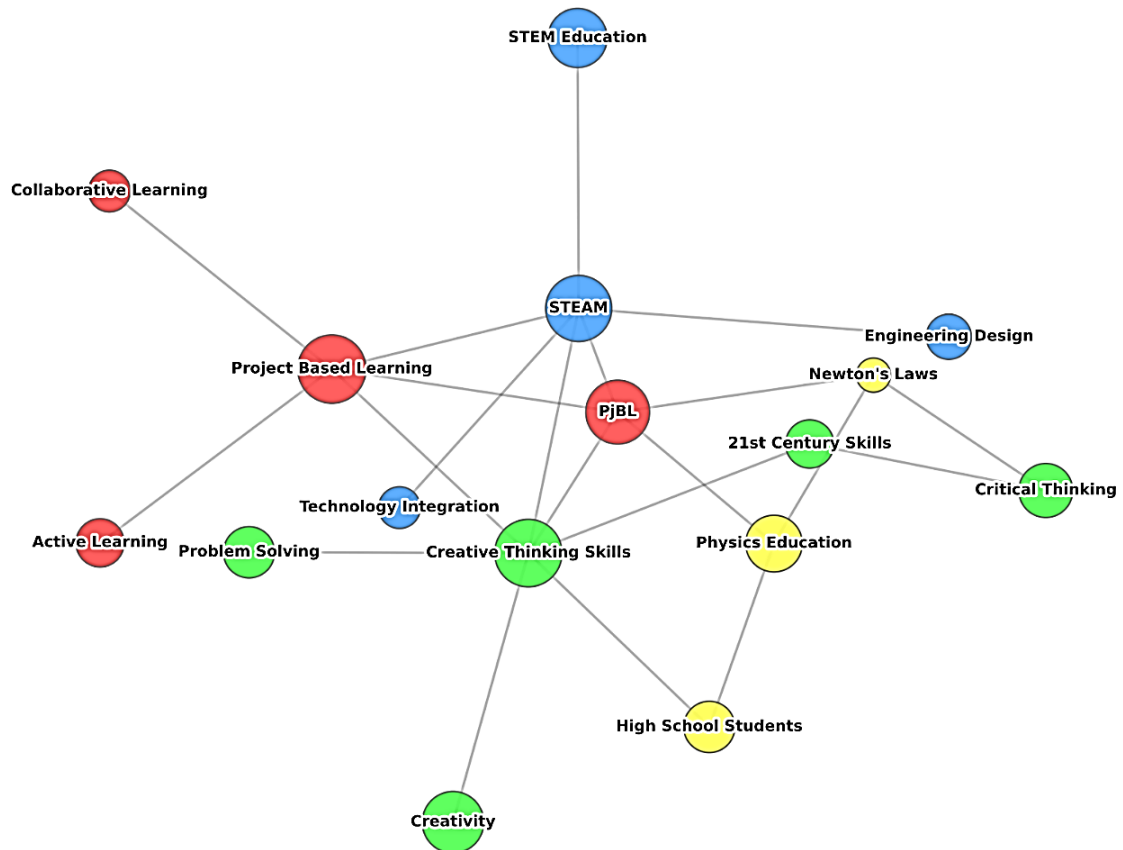 STEM Education
Collaborative Learning
STEAM
Engineering Design
Project Based Learning
Newton's Laws
PjBL
21st Century Skills
Critical Thinking
Technology Integration
Active Learning
Problem Solving
Creative Thinking Skills
Physics Education
High School Students
Creativity